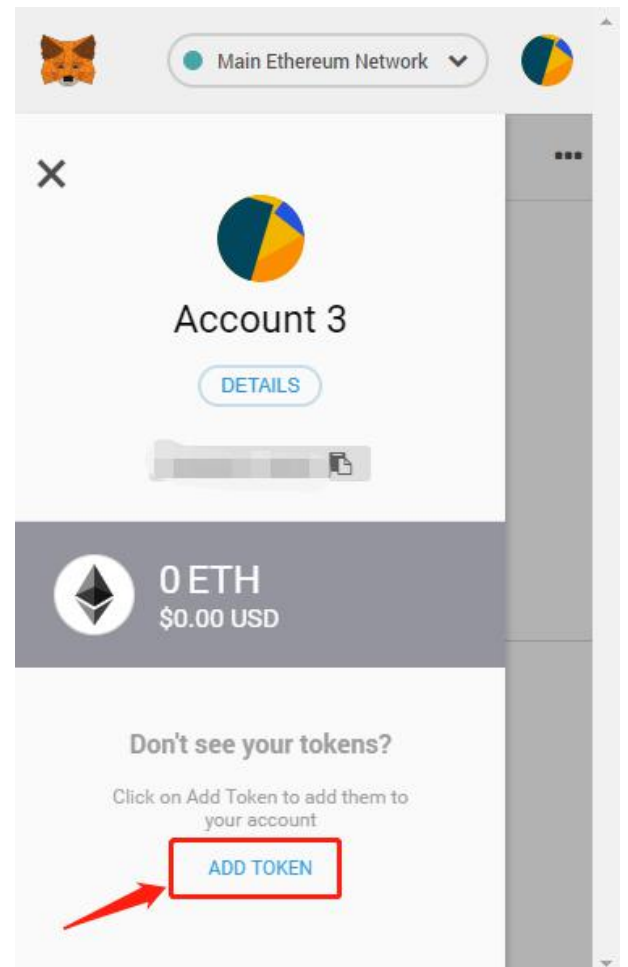 Main Ethereum Network
Account 3
DETAILS
0 ETH
$0.00 USD
Don't see your tokens?
Click on Add Token to add them to
your account
ADD TOKEN